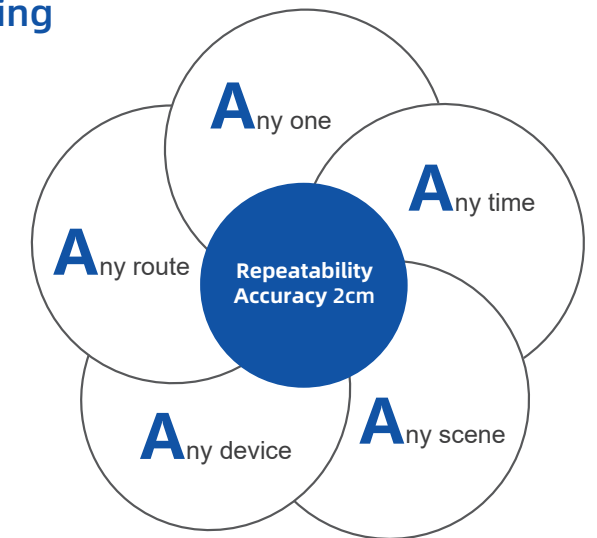 ing
Any one
Any time
Any route
Repeatability
Accuracy 2cm
Any scene
Any device